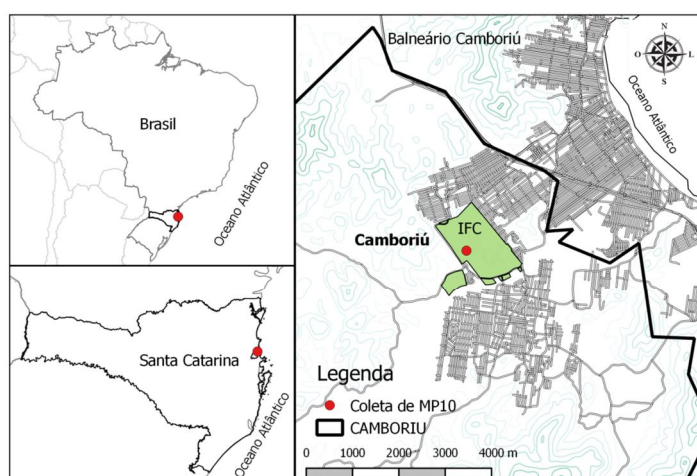 Brasil
Oceano Atlântico
Santa Catarina
Oceano Atlântico
Balneário Camboriú
N
O
L
S
Oceano Atlântico
IFC
Camboriú
Legenda
Coleta de MP10
CAMBORIU
0 1000 2000 3000 4000 m